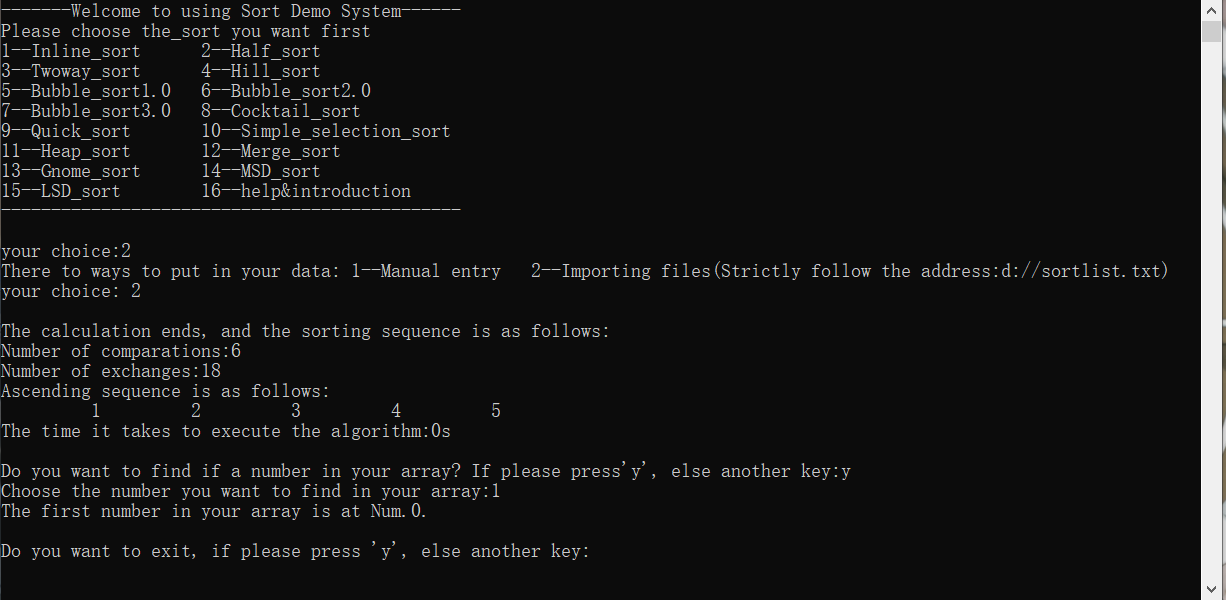 -------Welcome to using Sort Demo System------
Please choose the_sort you want first
1--Inline_sort      2--Half_sort
3--Twoway_sort      4--Hill_sort
5--Bubble_sort1.0   6--Bubble_sort2.0
7--Bubble_sort3.0   8--Cocktail_sort
9--Quick_sort       10--Simple_selection_sort
11--Heap_sort       12--Merge_sort
13--Gnome_sort      14--MSD_sort
15--LSD_sort        16--help&introduction
----------------------------------------------
your choice:2
There to ways to put in your data: 1--Manual entry   2--Importing files(Strictly follow the address:d://sortlist.txt)
your choice: 2
The calculation ends, and the sorting sequence is as follows:
Number of comparations:6
Number of exchanges:18
Ascending sequence is as follows:
         1         2         3         4         5
The time it takes to execute the algorithm:0s
Do you want to find if a number in your array? If please press'y', else another key:y
Choose the number you want to find in your array:1
The first number in your array is at Num.0.
Do you want to exit, if please press 'y', else another key: